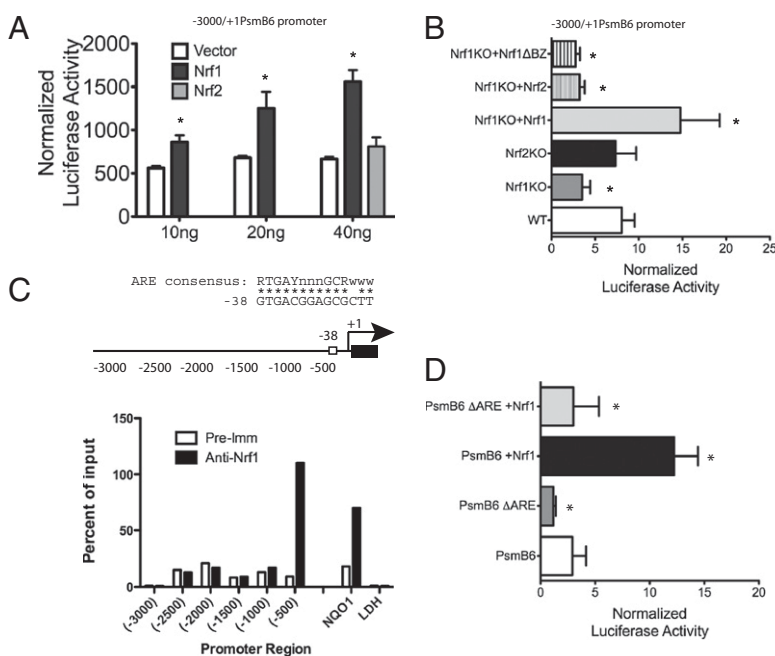 A
-3000/+1PsmB6 promoter
Normalized
Luciferase Activity
2000
1500
1000
500
0
Vector
Nrf1
Nrf2
*
*
*
10ng
20ng
40ng
B
-3000/+1PsmB6 promoter
Nrf1KO+Nrf1ΔBZ
*
Nrf1KO+Nrf2
*
Nrf1KO+Nrf1
*
Nrf2KO
Nrf1KO
*
WT
0 5 10 15 20 25
Normalized
Luciferase Activity
C
ARE consensus: RTGAYnnnGCRwww
*********** **
-38 GTGACGGAGCGCTT
-38
+1
-3000 -2500 -2000 -1500 -1000 -500
Percent of input
150
100
50
0
Pre-Imm
Anti-Nrf1
(-3000)
(-2500)
(-2000)
(-1500)
(-1000)
(-500)
NQO1
LDH
Promoter Region
D
PsmB6 ΔARE +Nrf1
*
PsmB6 +Nrf1
*
PsmB6 ΔARE
*
PsmB6
0 5 10 15 20
Normalized
Luciferase Activity